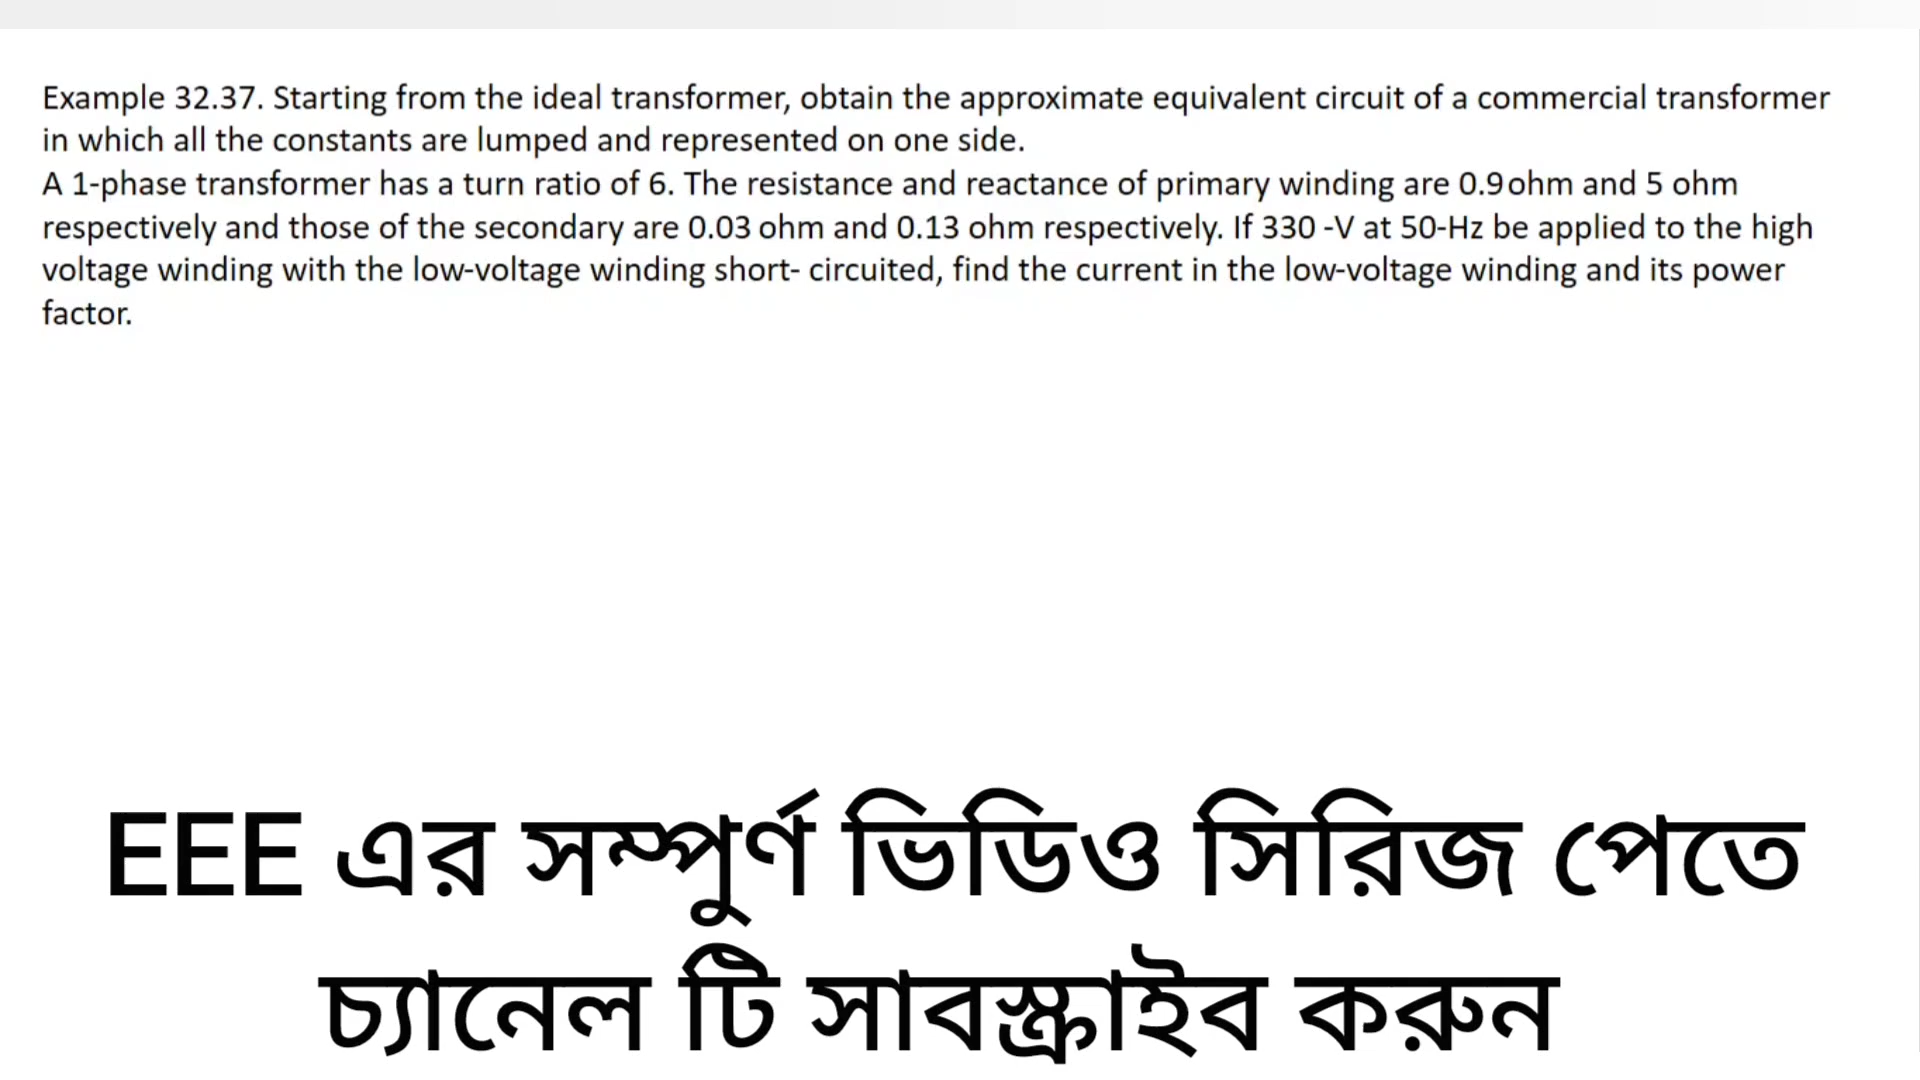 Example 32.37. Starting from the ideal transformer, obtain the approximate equivalent circuit of a commercial transformer
in which all the constants are lumped and represented on one side.
A 1-phase transformer has a turn ratio of 6. The resistance and reactance of primary winding are 0.9 ohm and 5 ohm
respectively and those of the secondary are 0.03 ohm and 0.13 ohm respectively. If 330 -V at 50-Hz be applied to the high
voltage winding with the low-voltage winding short- circuited, find the current in the low-voltage winding and its power
factor.
EEE এর সম্পুর্ণ ভিডিও সিরিজ পেতে
চ্যানেল টি সাবস্ক্রাইব করুন